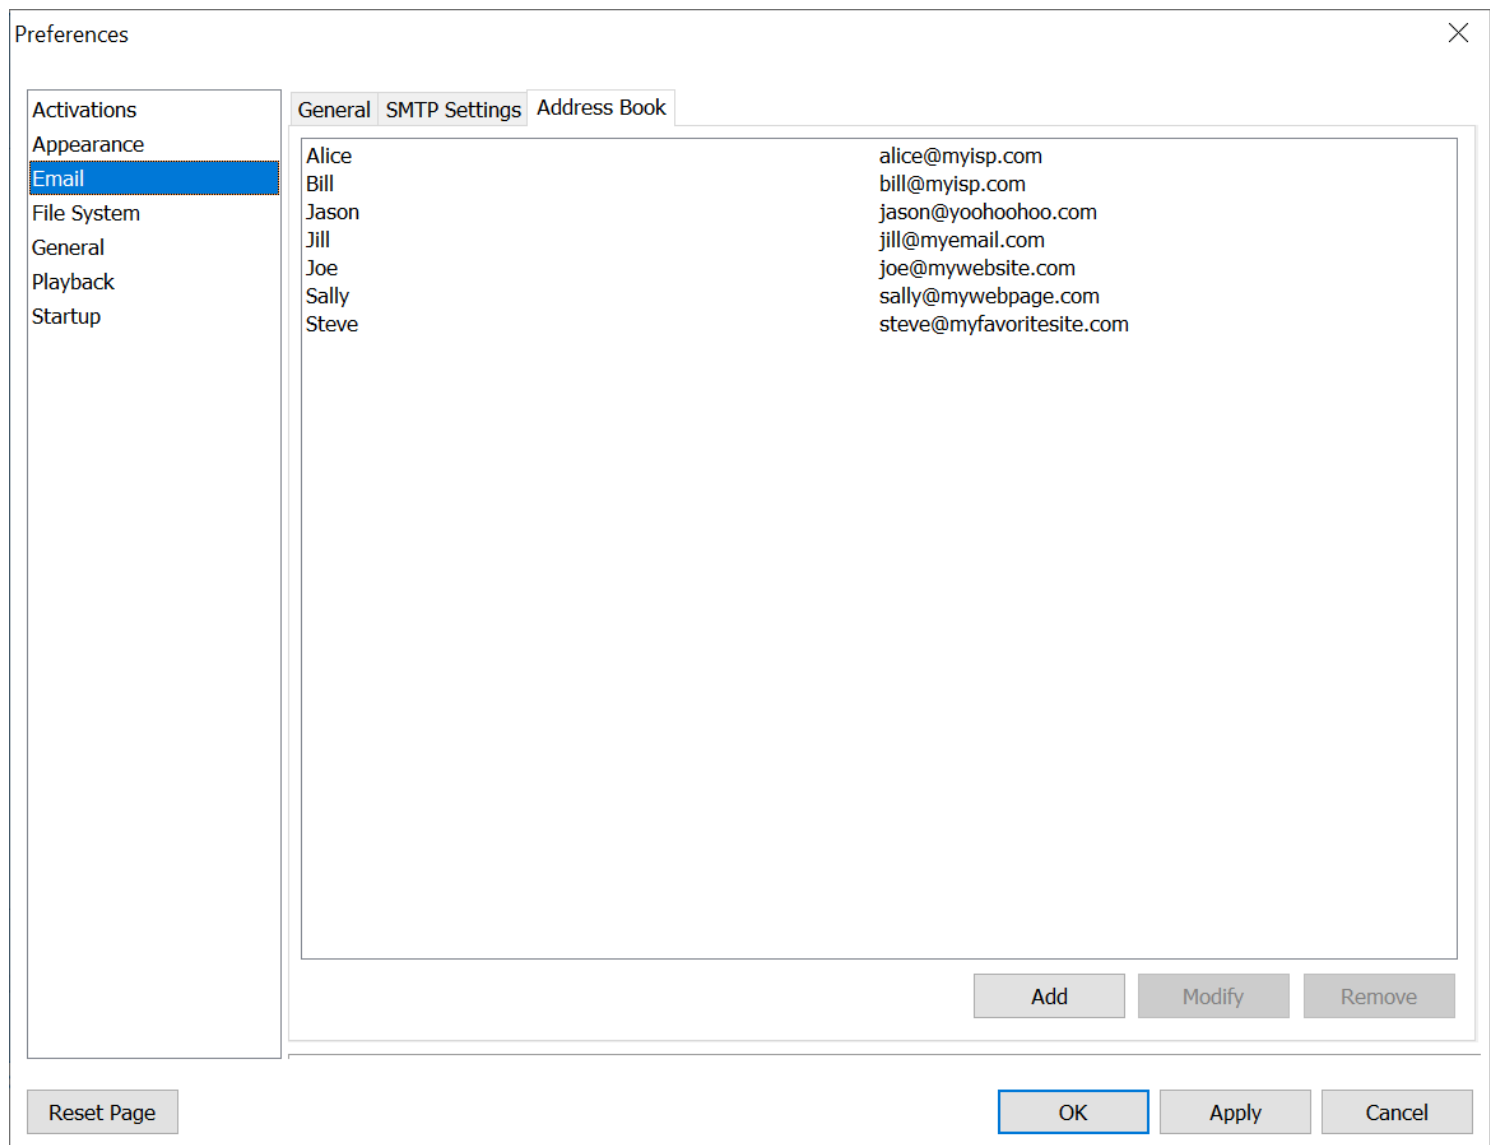 Preferences
Activations
Appearance
Email
File System
General
Playback
Startup
General SMTP Settings Address Book
Alice alice@myisp.com
Bill bill@myisp.com
Jason jason@yoohoohoo.com
Jill jill@myemail.com
Joe joe@mywebsite.com
Sally sally@mywebpage.com
Steve steve@myfavoritesite.com
Add Modify Remove
Reset Page OK Apply Cancel